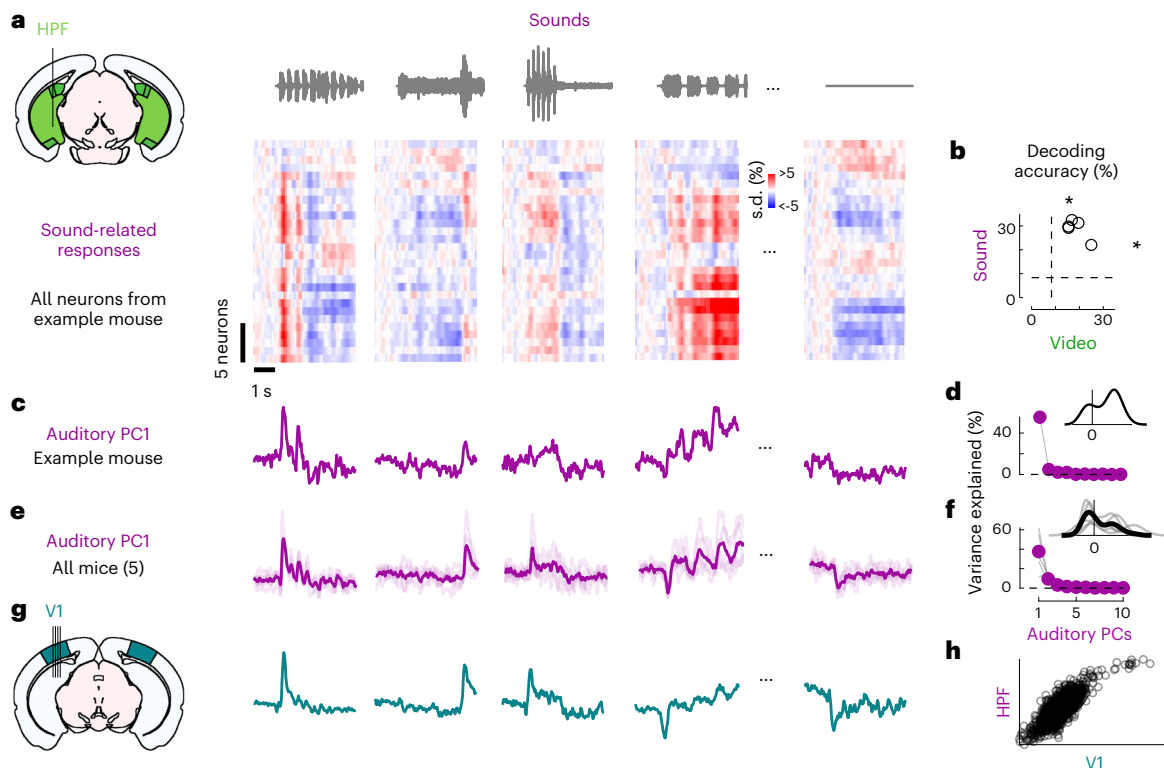 a
HPF
Sounds
...
Sound-related
responses
All neurons from
example mouse
5 neurons
1 s
s.d. (%)
>5
<-5
...
b
Decoding
accuracy (%)
*
*
Sound
30
0
0
30
Video
c
Auditory PC1
Example mouse
...
d
Variance explained (%)
40
0
0
e
Auditory PC1
All mice (5)
...
f
60
0
0
1
5
10
Auditory PCs
g
V1
...
h
HPF
V1